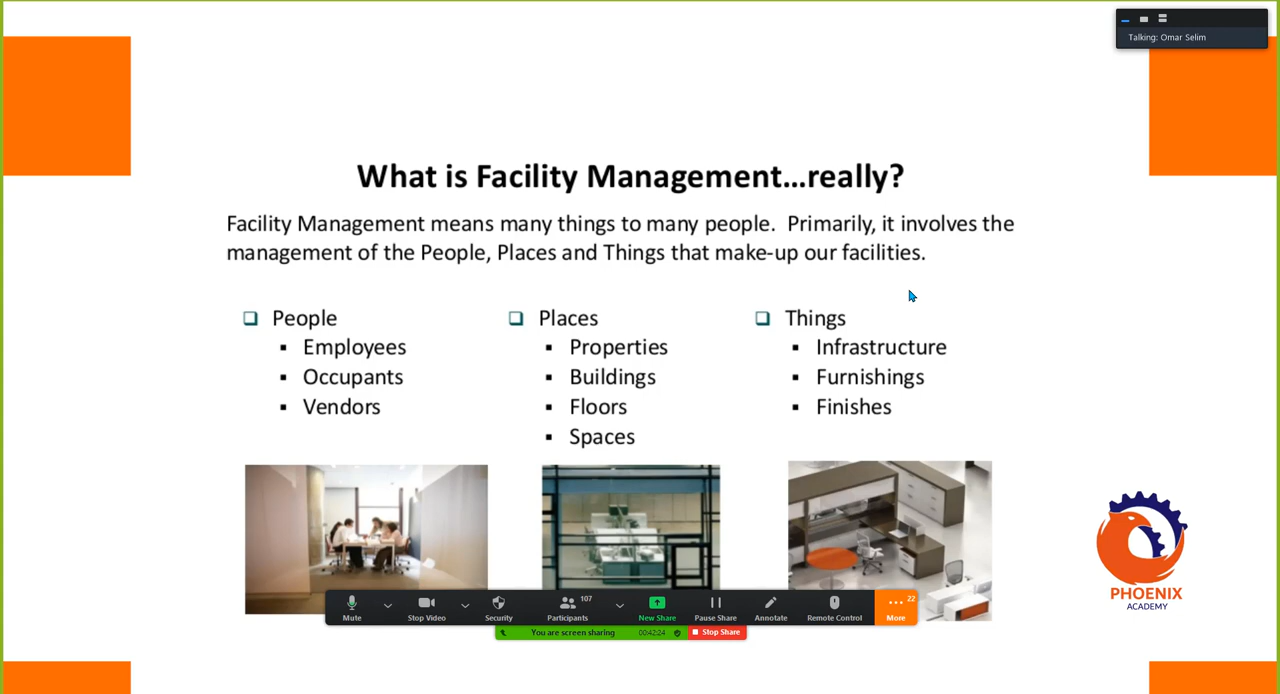 Talking: Omar Selim
What is Facility Management...really?
Facility Management means many things to many people.  Primarily, it involves the
management of the People, Places and Things that make-up our facilities.
People
Employees
Occupants
Vendors
Places
Properties
Buildings
Floors
Spaces
Things
Infrastructure
Furnishings
Finishes
PHOENIX
ACADEMY
Mute
Stop Video
Security
107
Participants
New Share
Pause Share
Annotate
Remote Control
22
More
You are screen sharing
00:42:24
Stop Share